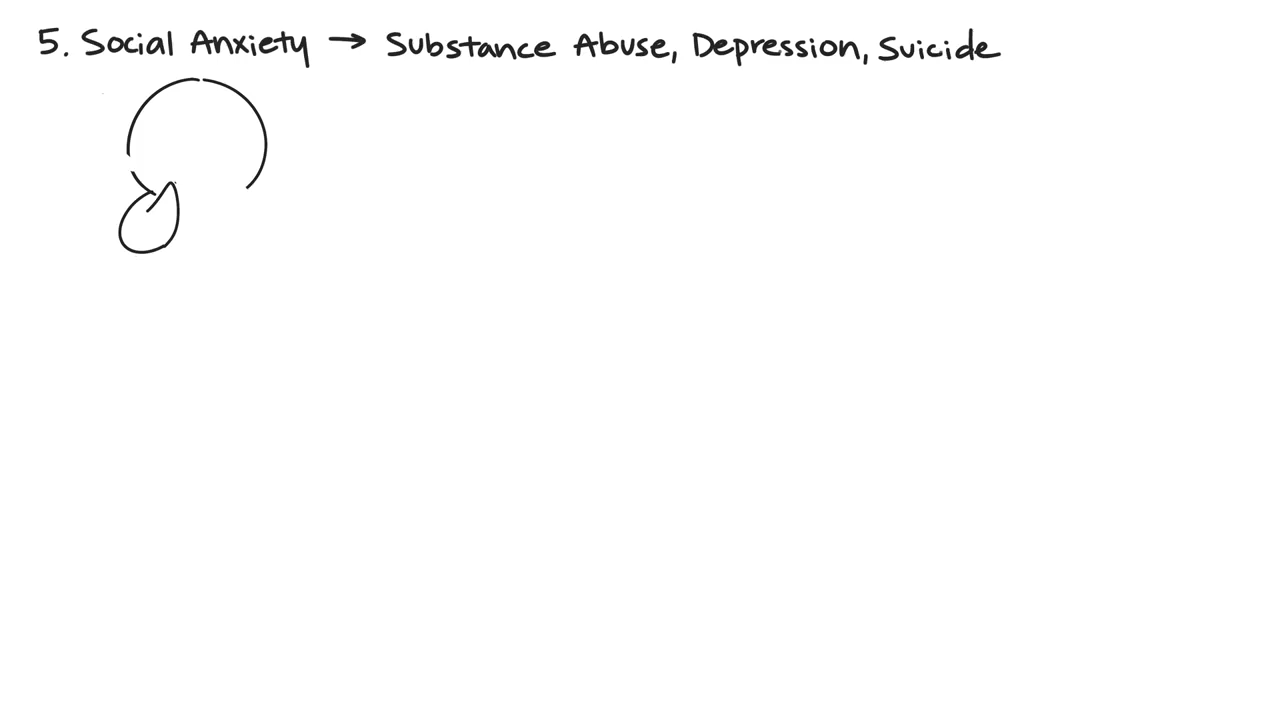 5. Social Anxiety → Substance Abuse, Depression, Suicide